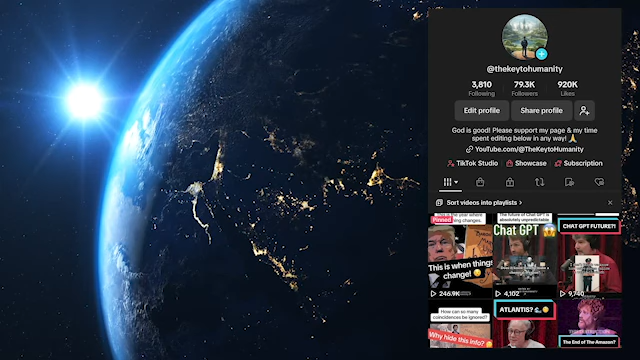 @thekeytohumanity
3,810 79.3K 920K
Following Followers Likes
Edit profile Share profile
God is good! Please support my page & my time
spent editing below in any way! 🙏
YouTube.com/@TheKeytoHumanity
TikTok Studio Showcase Subscription
Sort videos into playlists
Pinned
changes.
The future of Chat GPT is
absolutely unpredictable.
Chat GPT 😱
CHAT GPT FUTURE?!
This is when things
change! 😳
246.9K 4,102 9,740
How can so many
coincidences be ignored?
Why hide this info? 😳
ATLANTIS?
The End of The Amazon?